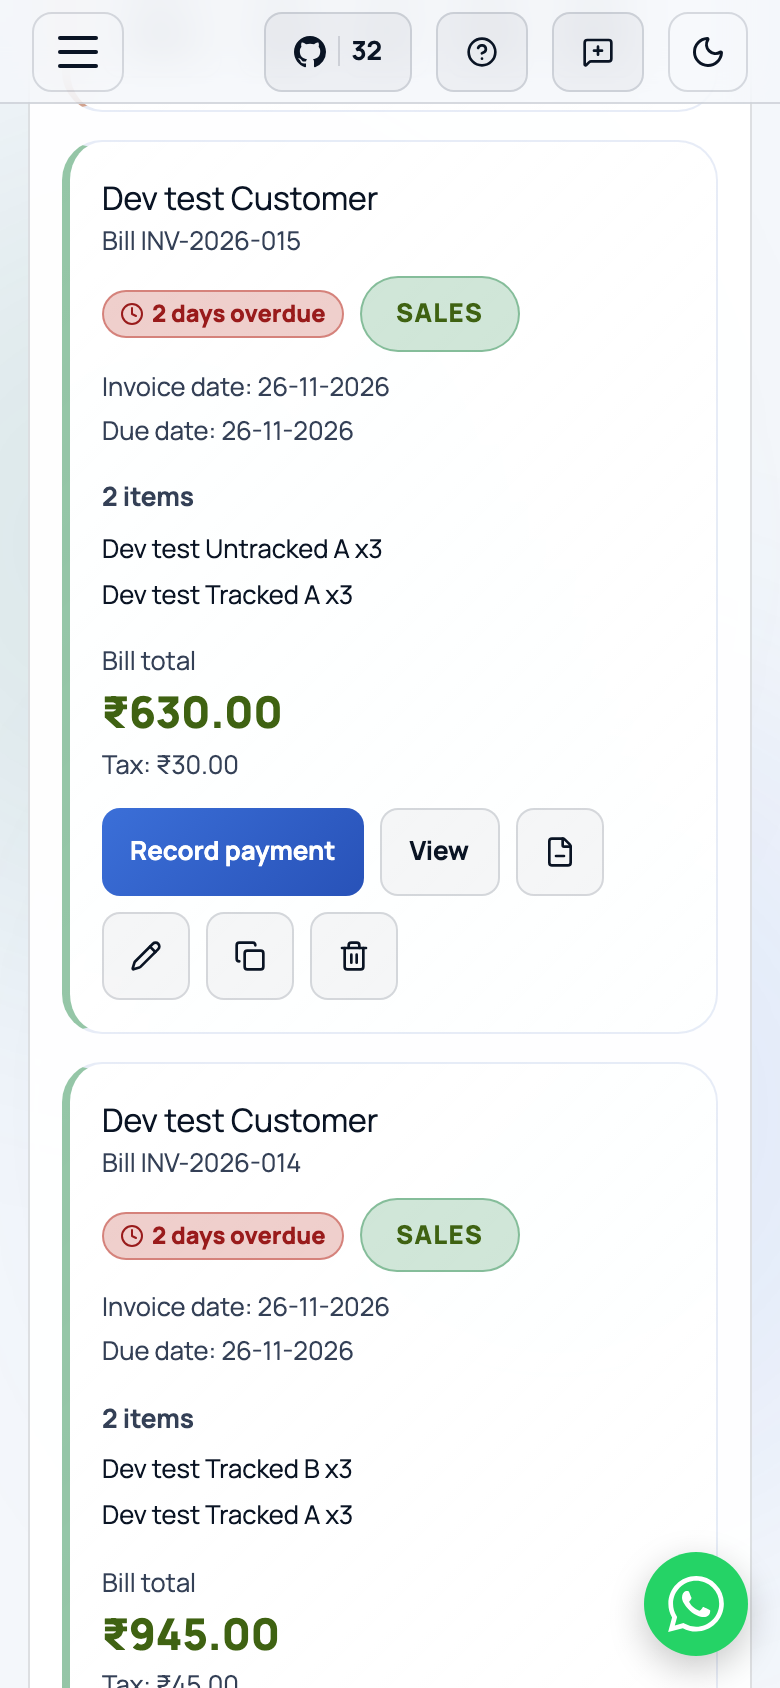 32
Dev test Customer
Bill INV-2026-015
2 days overdue
SALES
Invoice date: 26-11-2026
Due date: 26-11-2026
2 items
Dev test Untracked A x3
Dev test Tracked A x3
Bill total
₹630.00
Tax: ₹30.00
Record payment
View
Dev test Customer
Bill INV-2026-014
2 days overdue
SALES
Invoice date: 26-11-2026
Due date: 26-11-2026
2 items
Dev test Tracked B x3
Dev test Tracked A x3
Bill total
₹945.00
Tax: ₹45.00